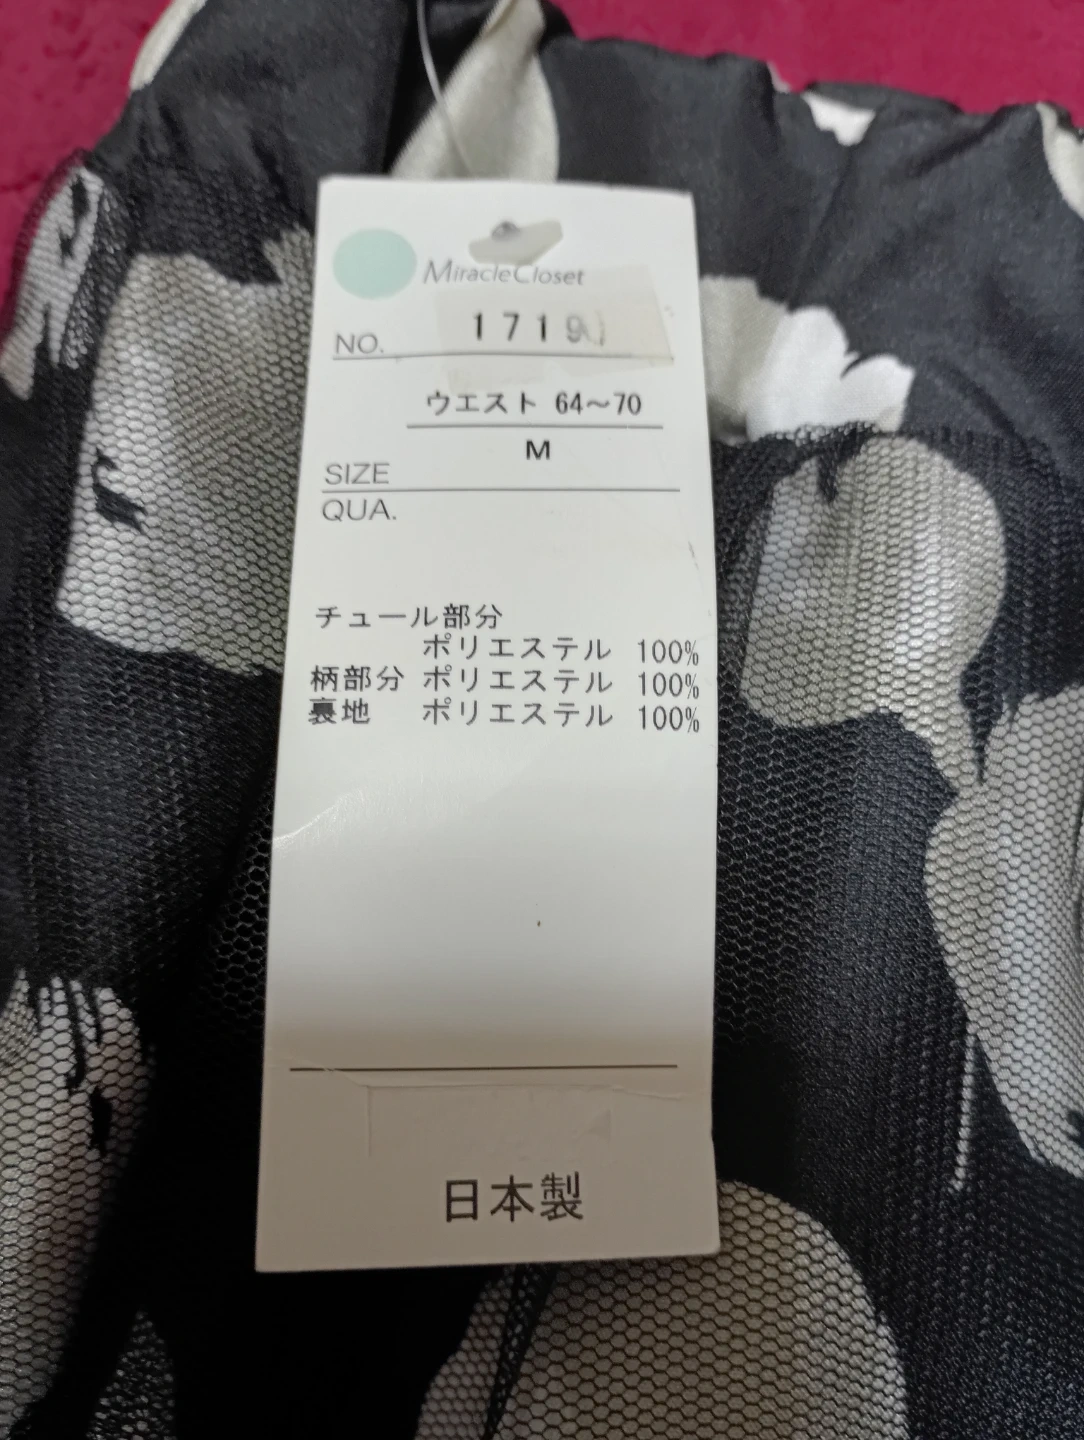 MiracleCloset
NO. 1719
ウエスト 64～70
M
SIZE
QUA.
チュール部分
ポリエステル 100%
柄部分 ポリエステル 100%
裏地 ポリエステル 100%
日本製